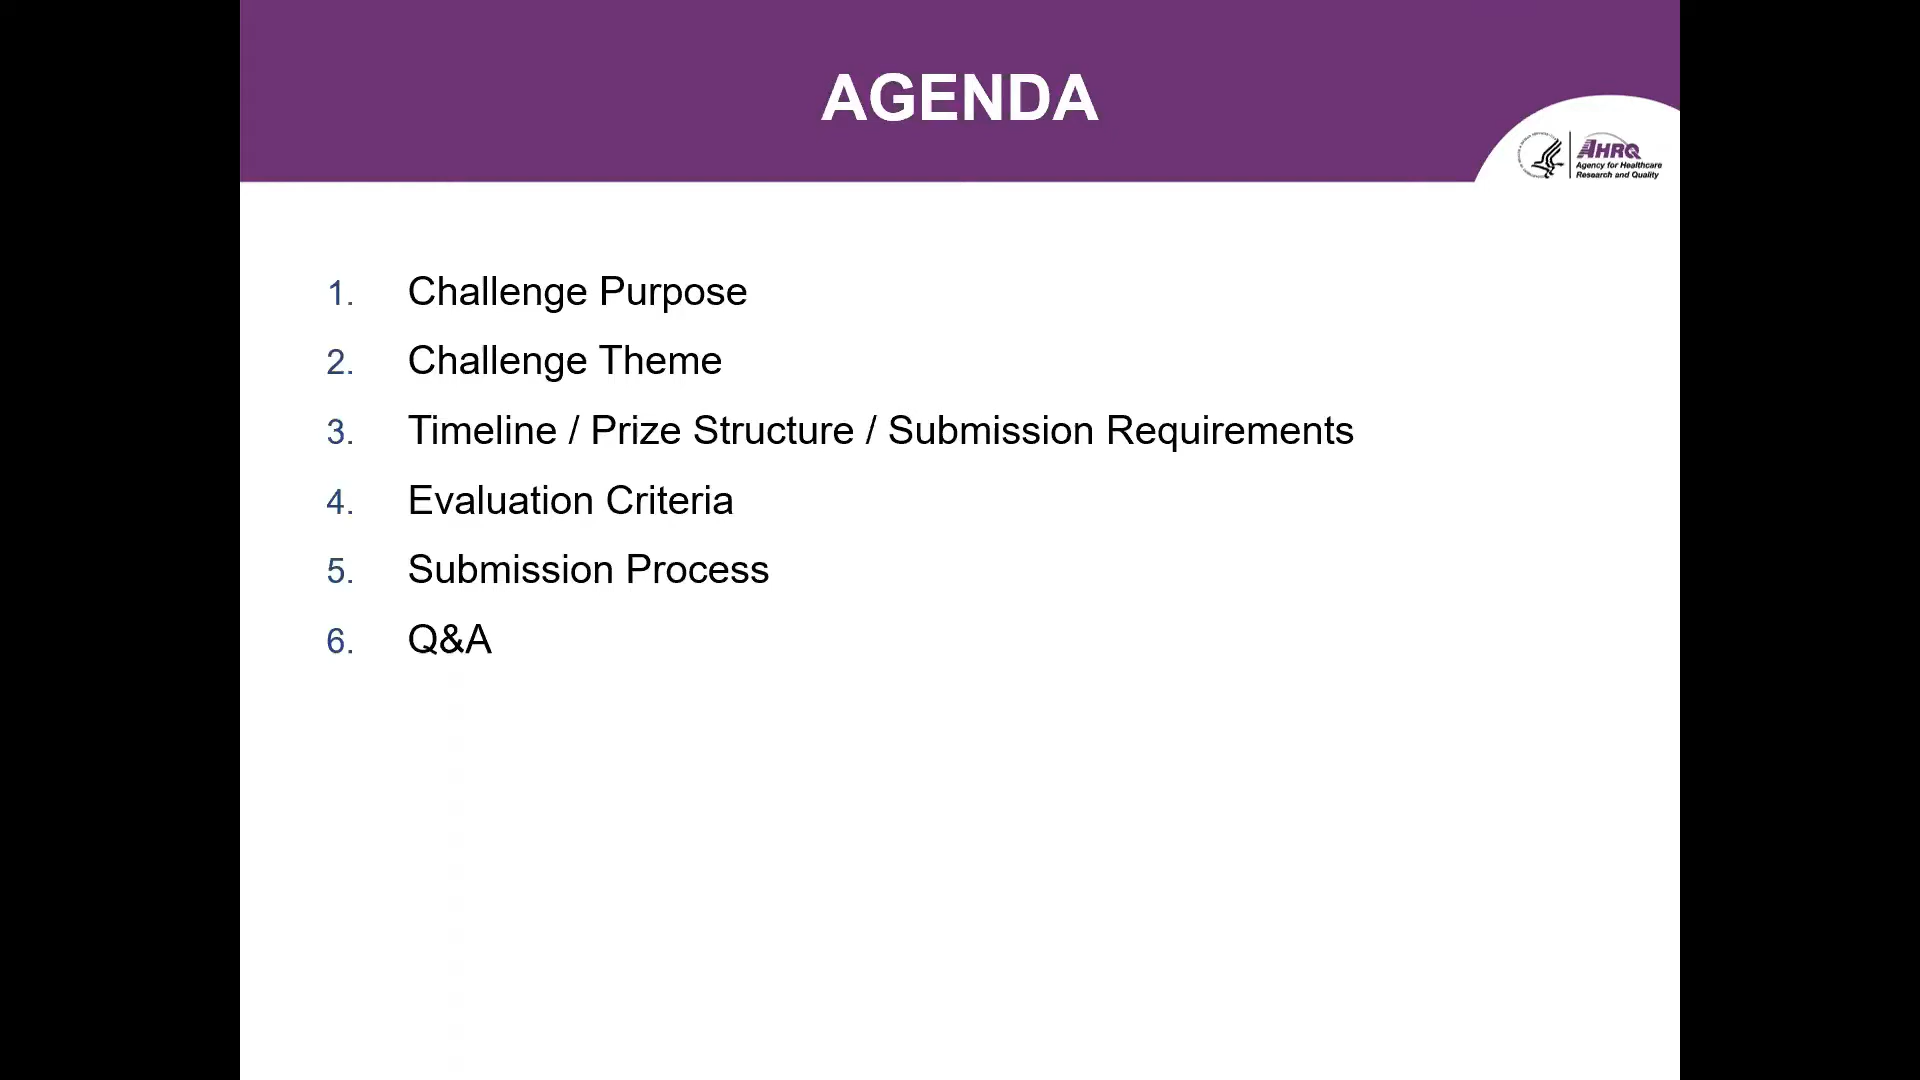 AGENDA
AHRQ
Agency for Healthcare
Research and Quality
1. Challenge Purpose
2. Challenge Theme
3. Timeline / Prize Structure / Submission Requirements
4. Evaluation Criteria
5. Submission Process
6. Q&A